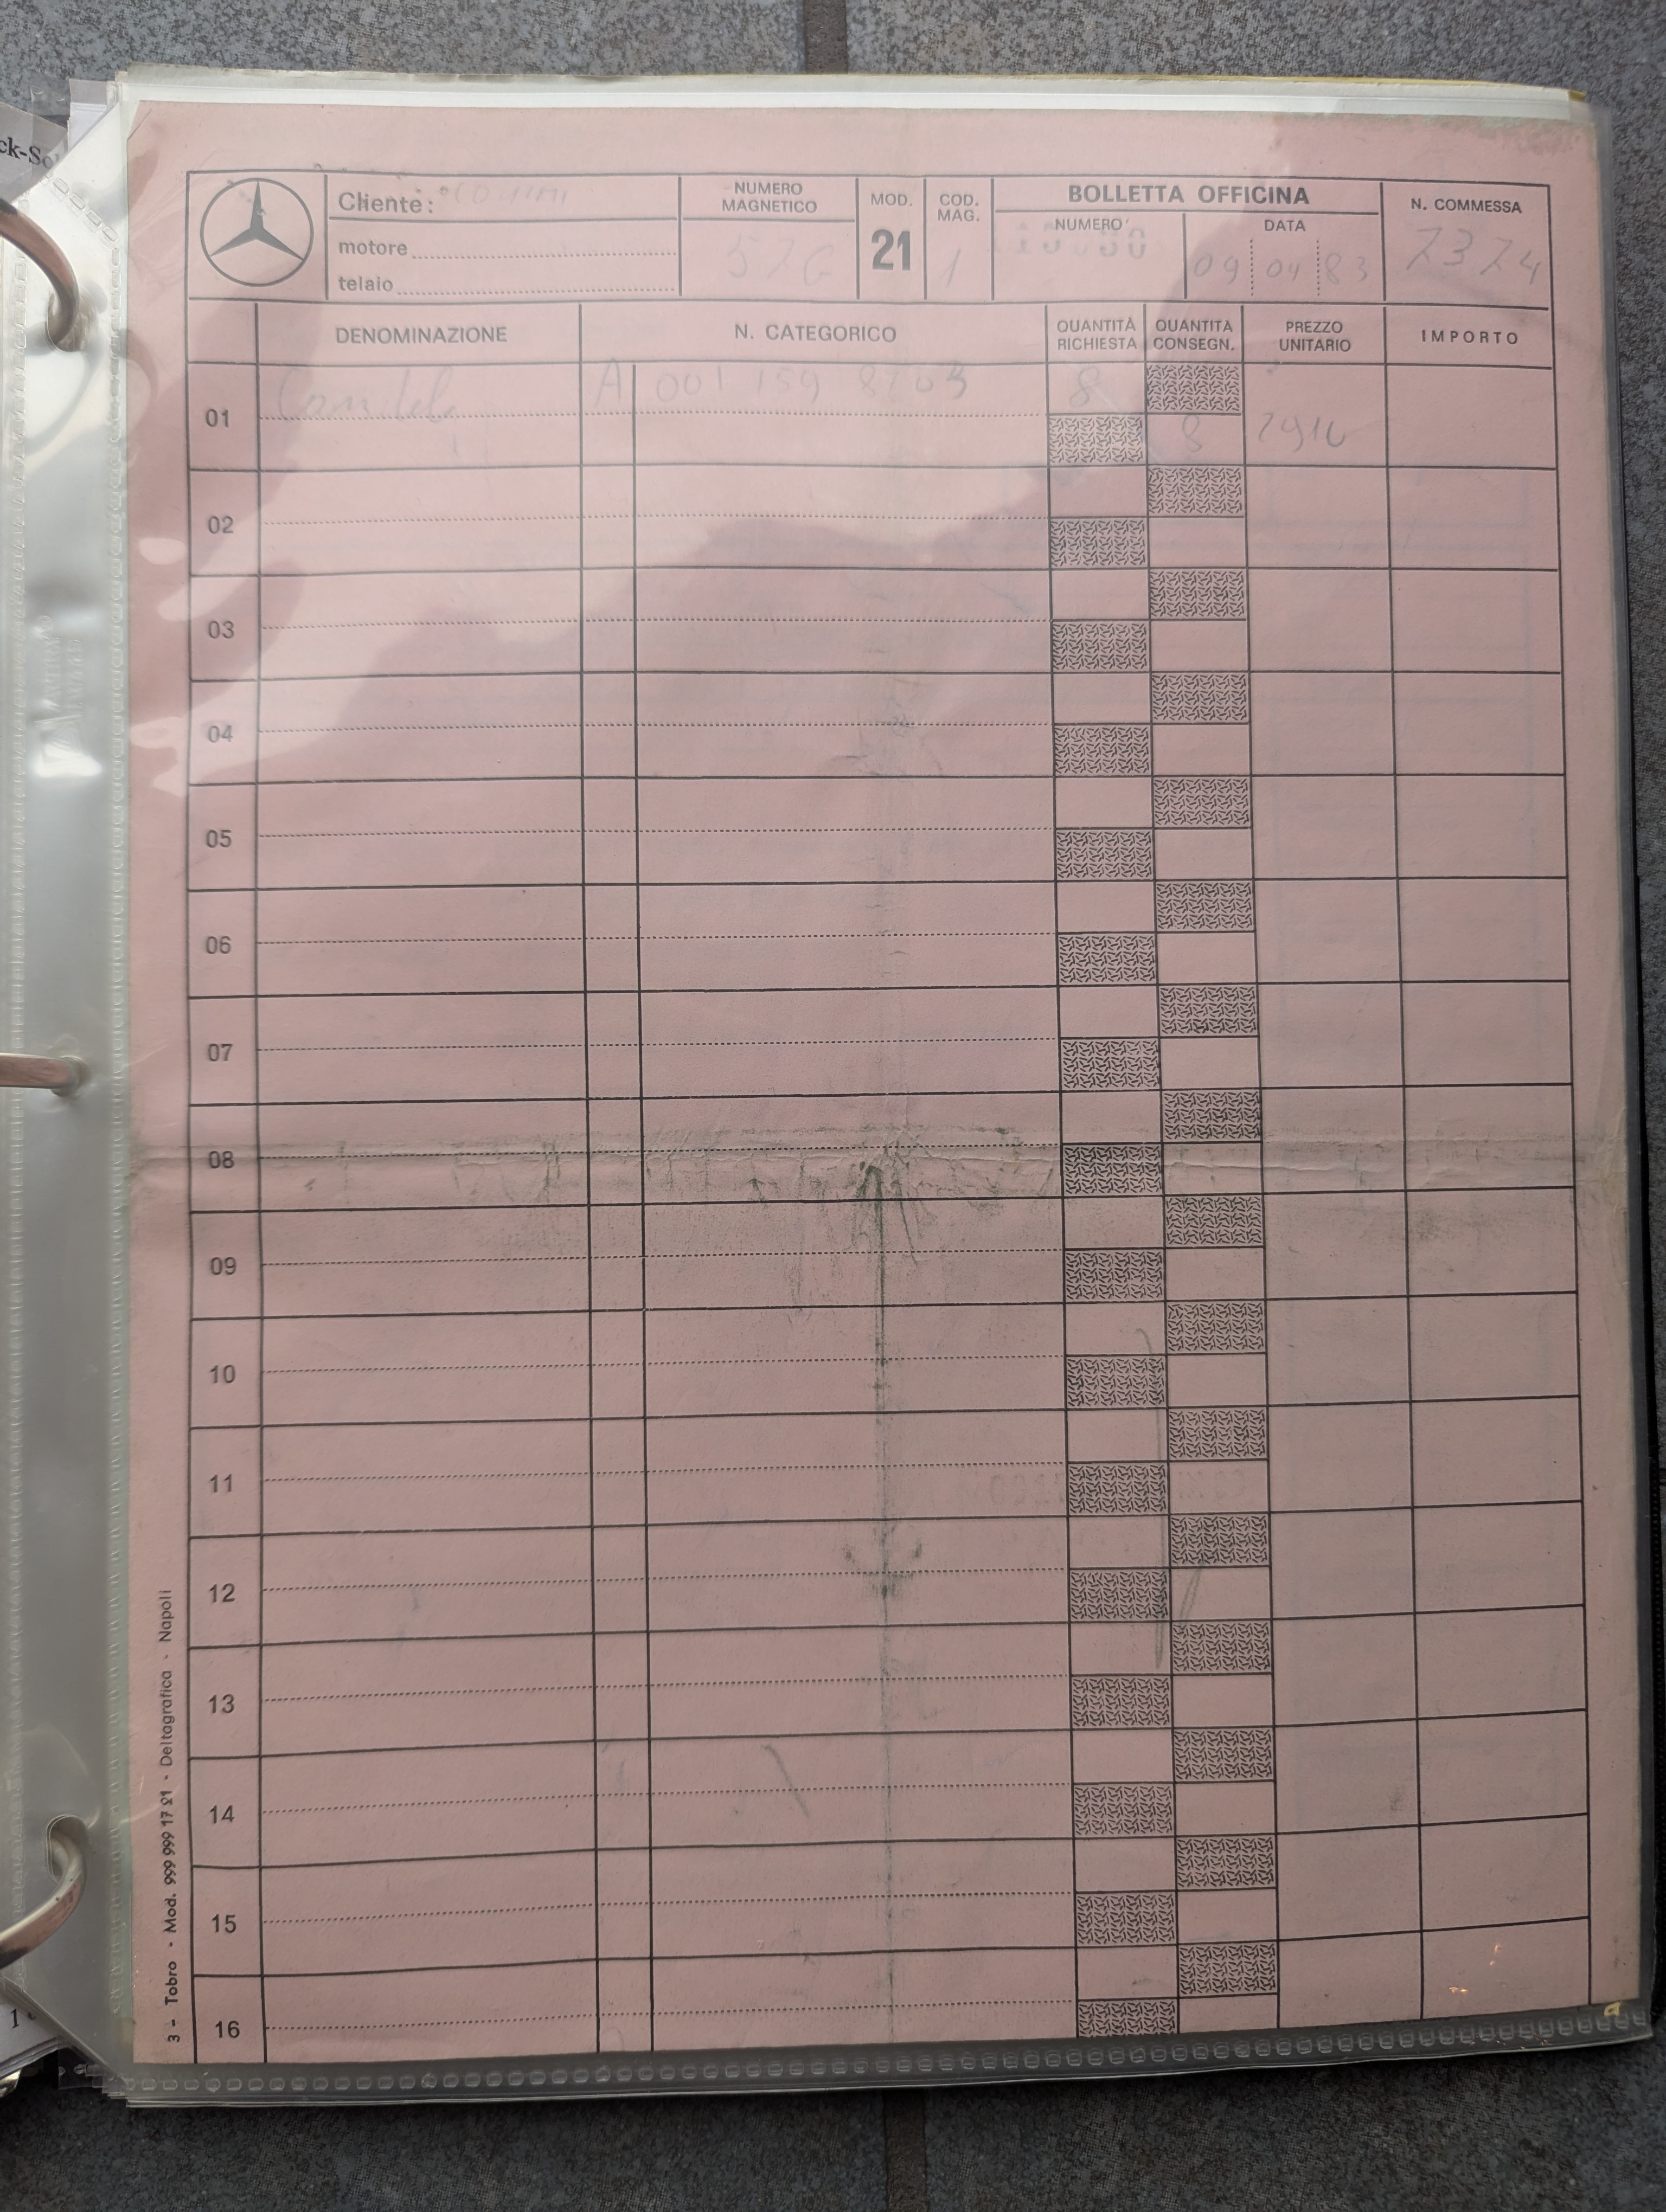 Cliente:
motore
telaio
NUMERO MAGNETICO
526
MOD.
21
COD. MAG.
1
BOLLETTA OFFICINA
NUMERO
DATA
09 04 83
N. COMMESSA
7374
DENOMINAZIONE
N. CATEGORICO
QUANTITÀ RICHIESTA
QUANTITÀ CONSEGN.
PREZZO UNITARIO
IMPORTO
01
Candele
A 001 159
8
8
02
03
04
05
06
07
08
09
10
11
12
13
14
15
16
3 - Tobro - Mod. 999 999 17 21 - Deltagrafica - Napoli